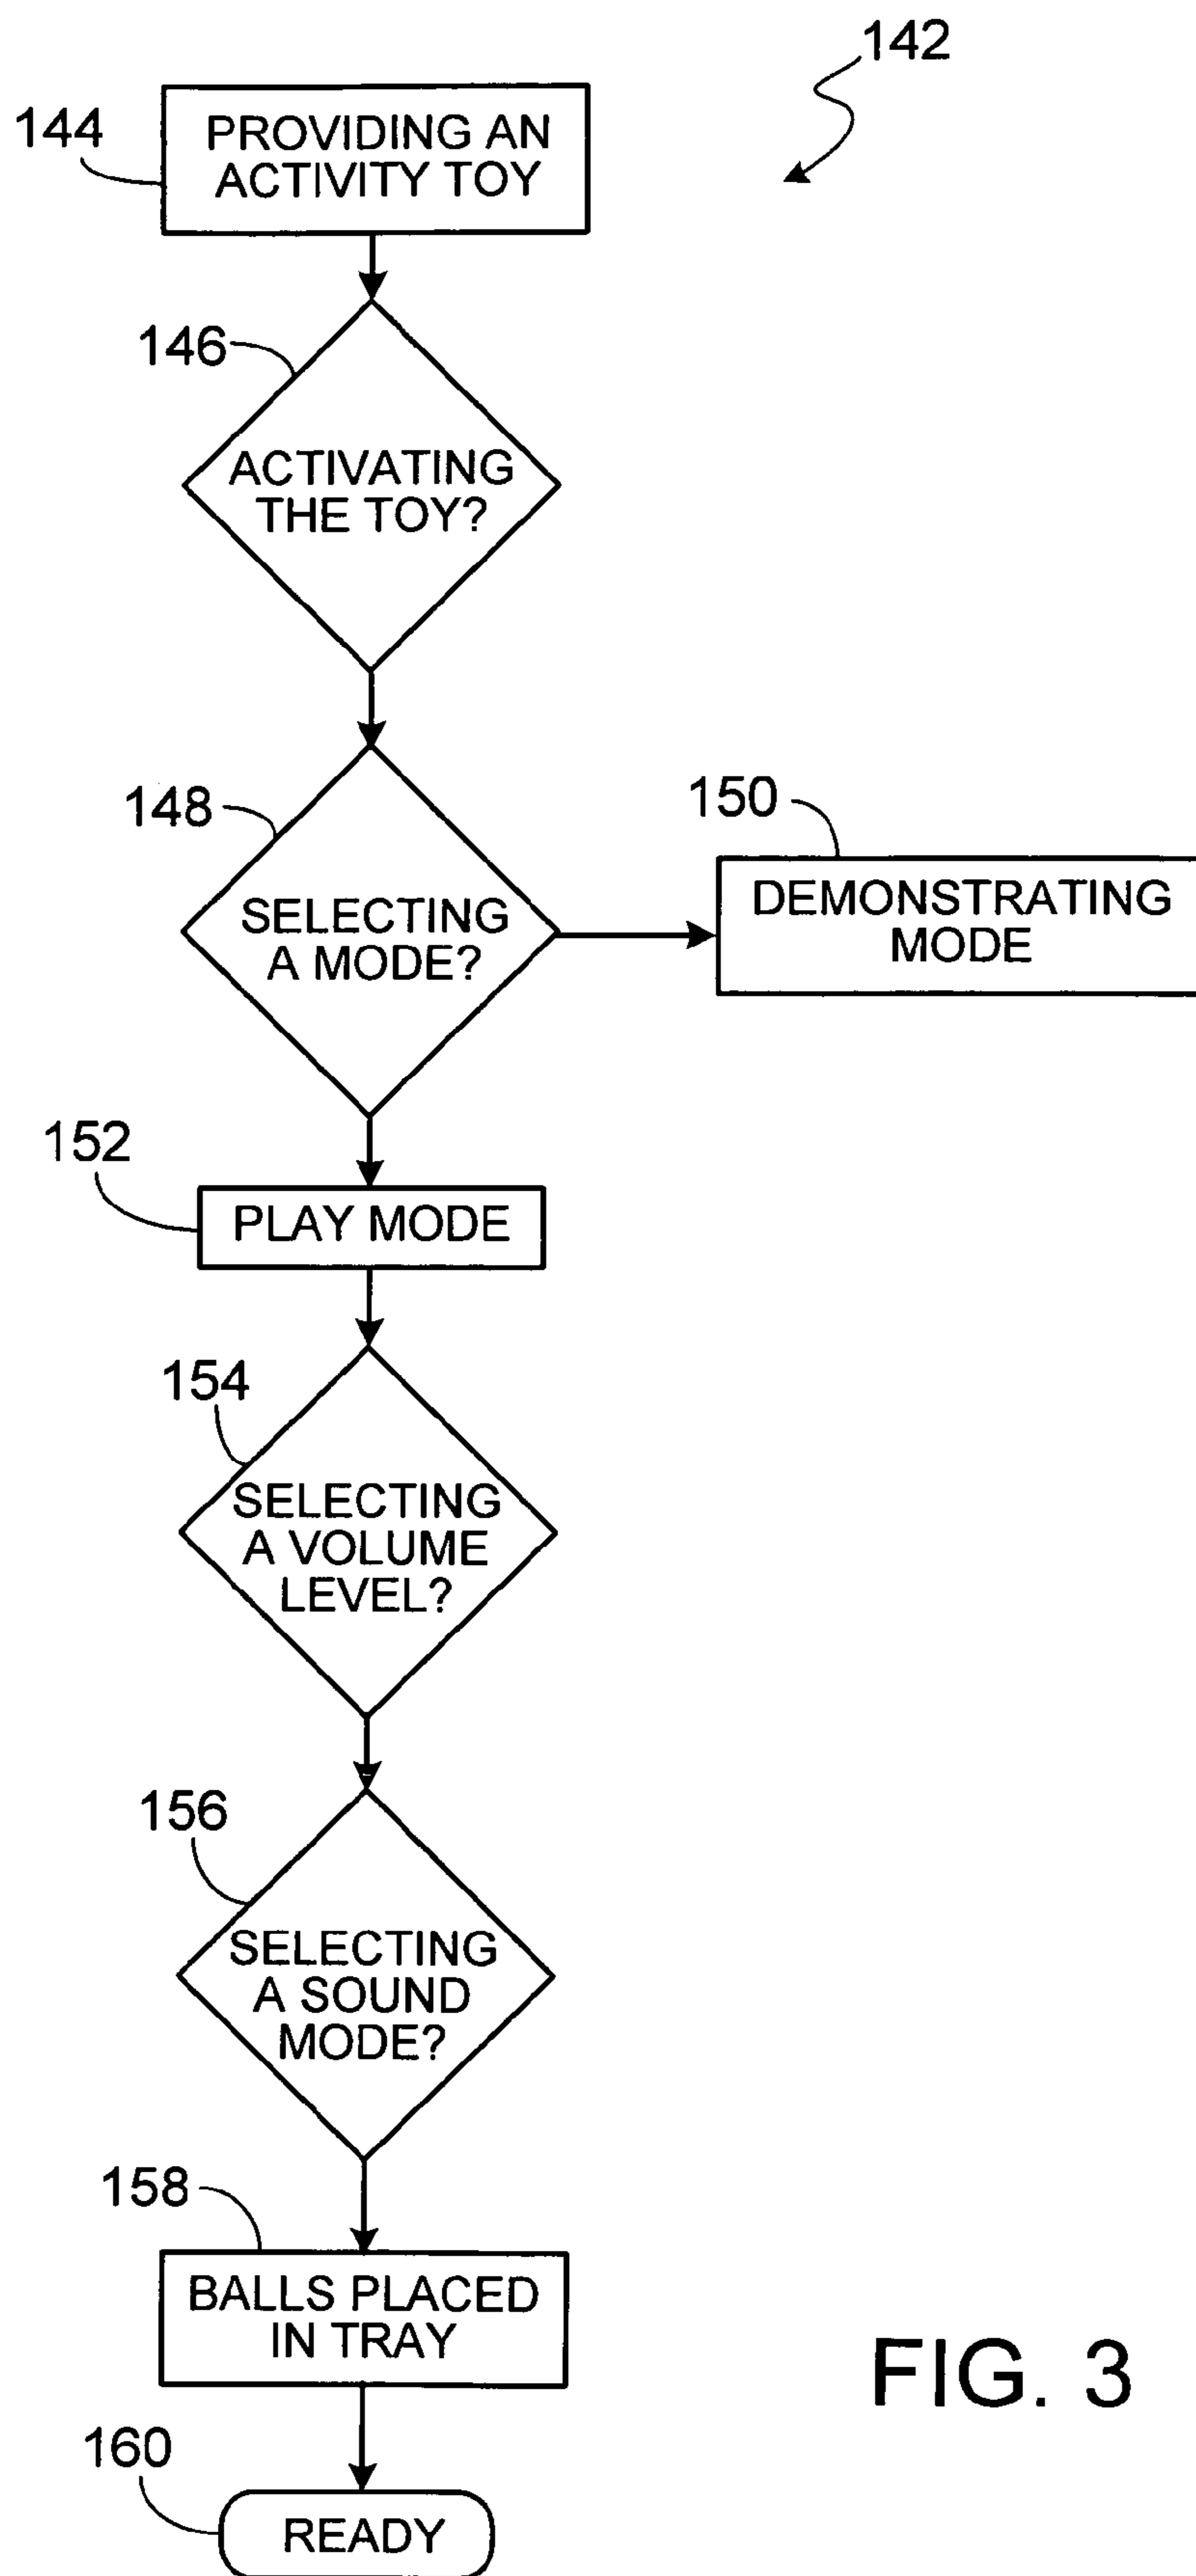 142
144
PROVIDING AN
ACTIVITY TOY
146
ACTIVATING
THE TOY?
148
SELECTING
A MODE?
150
DEMONSTRATING
MODE
152
PLAY MODE
154
SELECTING
A VOLUME
LEVEL?
156
SELECTING
A SOUND
MODE?
158
BALLS PLACED
IN TRAY
160
READY
FIG. 3